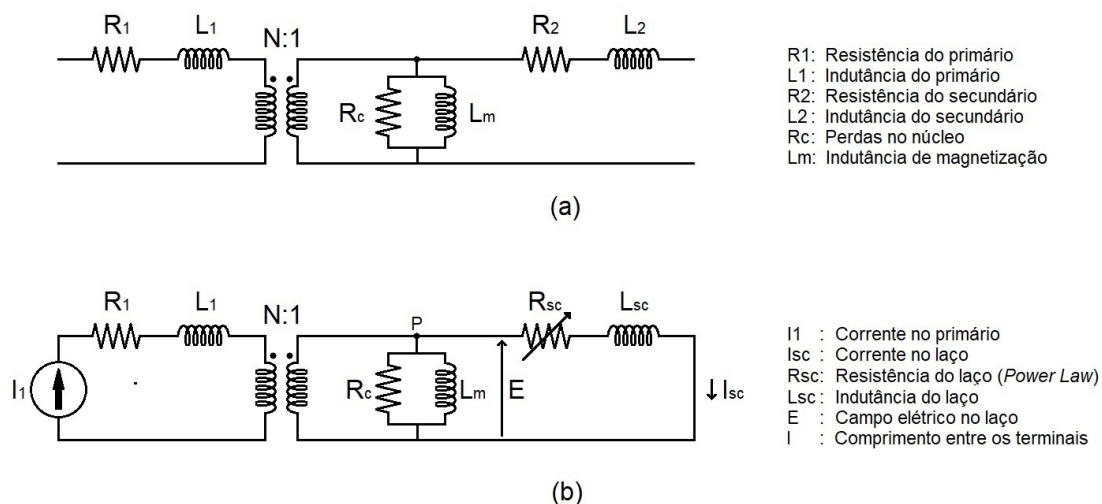 R1 L1 N:1 R2 L2
Rc Lm
R1: Resistência do primário
L1: Indutância do primário
R2: Resistência do secundário
L2: Indutância do secundário
Rc: Perdas no núcleo
Lm: Indutância de magnetização
(a)
R1 L1 N:1 P Rsc Lsc
I1 Rc Lm E Isc
I1 : Corrente no primário
Isc : Corrente no laço
Rsc: Resistência do laço (Power Law)
Lsc: Indutância do laço
E : Campo elétrico no laço
l : Comprimento entre os terminais
(b)